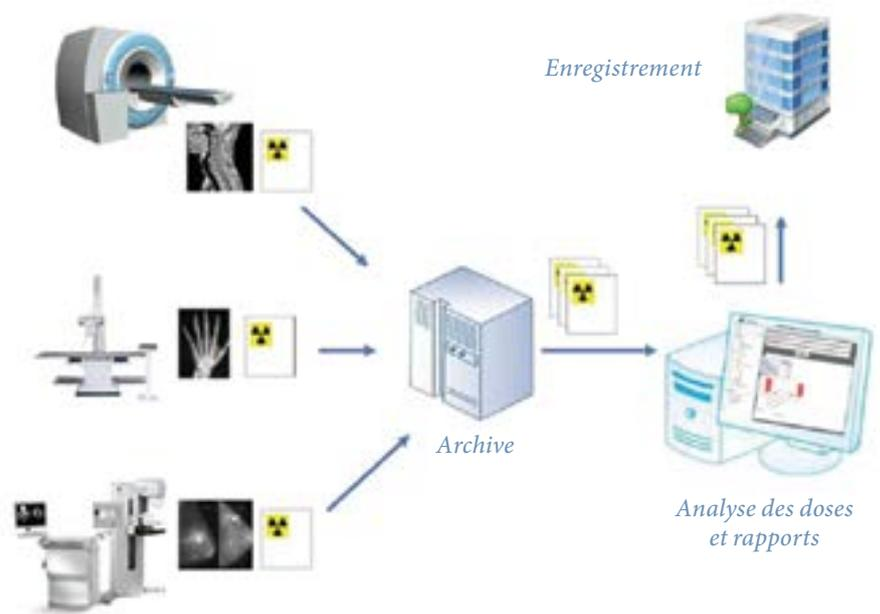 Enregistrement
Archive
Analyse des doses
et rapports